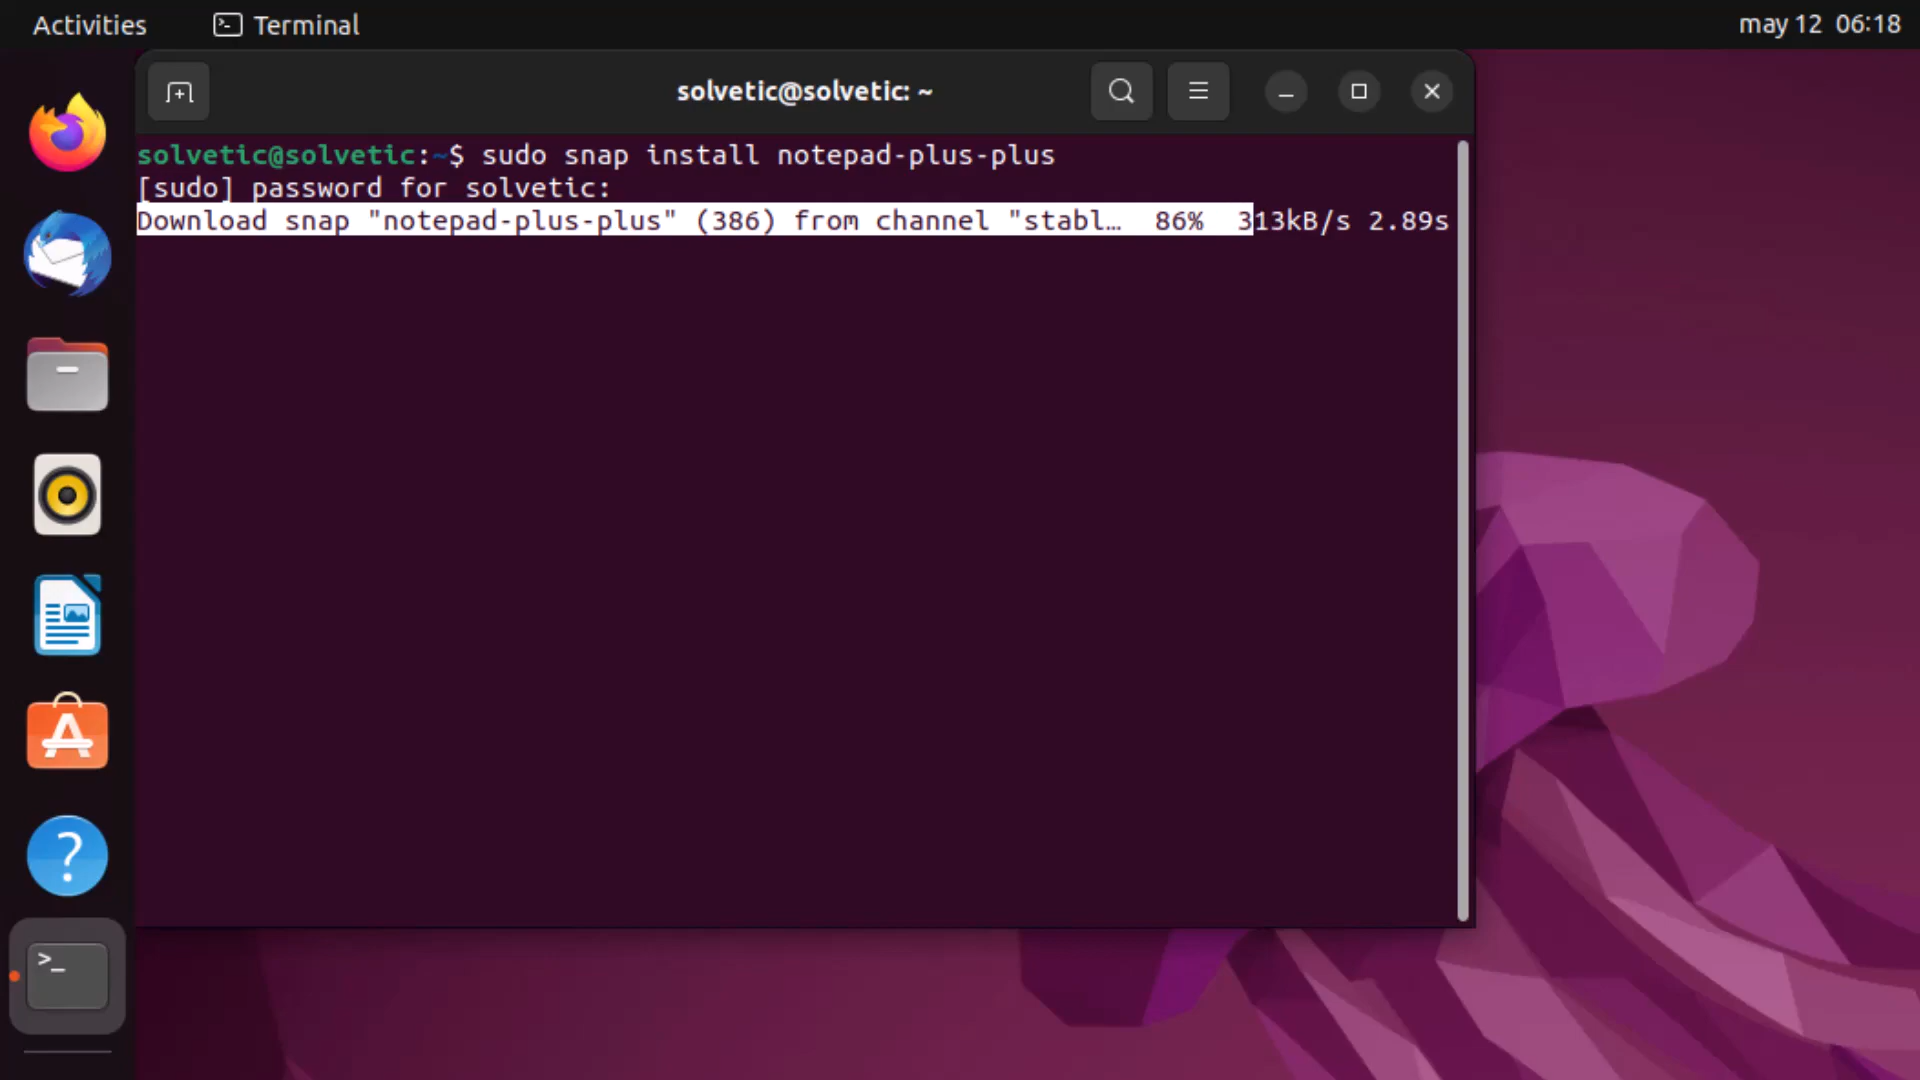 Activities Terminal may 12 06:18
solvetic@solvetic: ~
solvetic@solvetic:~$ sudo snap install notepad-plus-plus
[sudo] password for solvetic:
Download snap "notepad-plus-plus" (386) from channel "stabl… 86% 313kB/s 2.89s